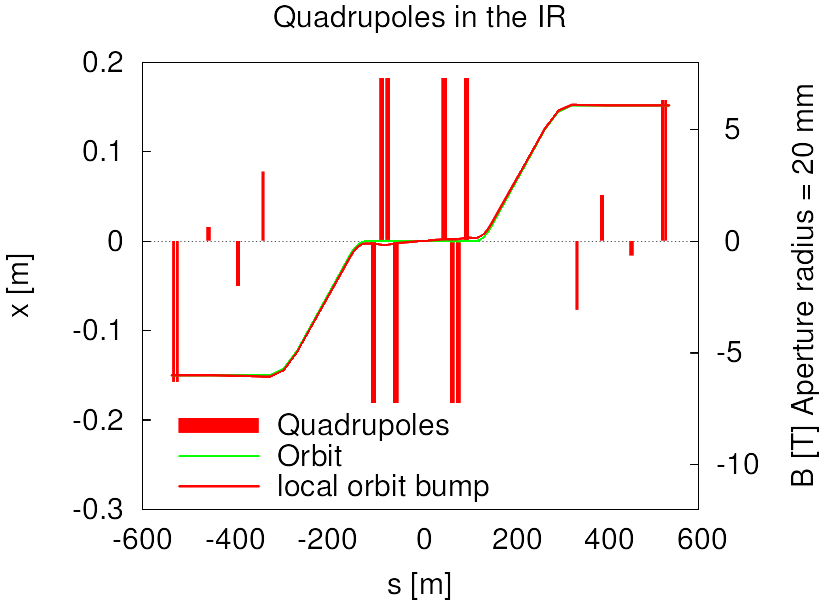 Quadrupoles in the IR
0.2
0.1
0
-0.1
-0.2
-0.3
x [m]
5
0
-5
-10
B [T] Aperture radius = 20 mm
Quadrupoles
Orbit
local orbit bump
-600 -400 -200 0 200 400 600
s [m]